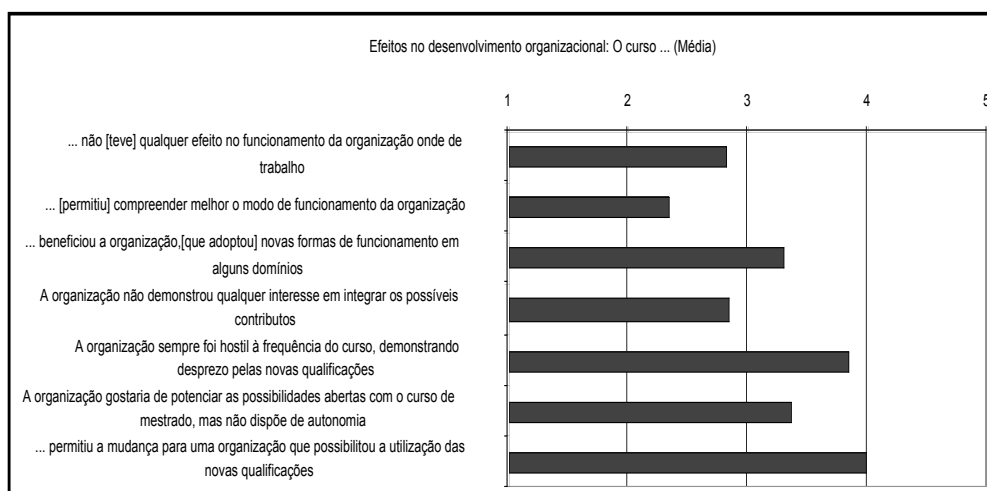 Efeitos no desenvolvimento organizacional: O curso ... (Média)
1 2 3 4 5
... não [teve] qualquer efeito no funcionamento da organização onde de
trabalho
... [permitiu] compreender melhor o modo de funcionamento da organização
... beneficiou a organização,[que adoptou] novas formas de funcionamento em
alguns domínios
A organização não demonstrou qualquer interesse em integrar os possíveis
contributos
A organização sempre foi hostil à frequência do curso, demonstrando
desprezo pelas novas qualificações
A organização gostaria de potenciar as possibilidades abertas com o curso de
mestrado, mas não dispõe de autonomia
... permitiu a mudança para uma organização que possibilitou a utilização das
novas qualificações